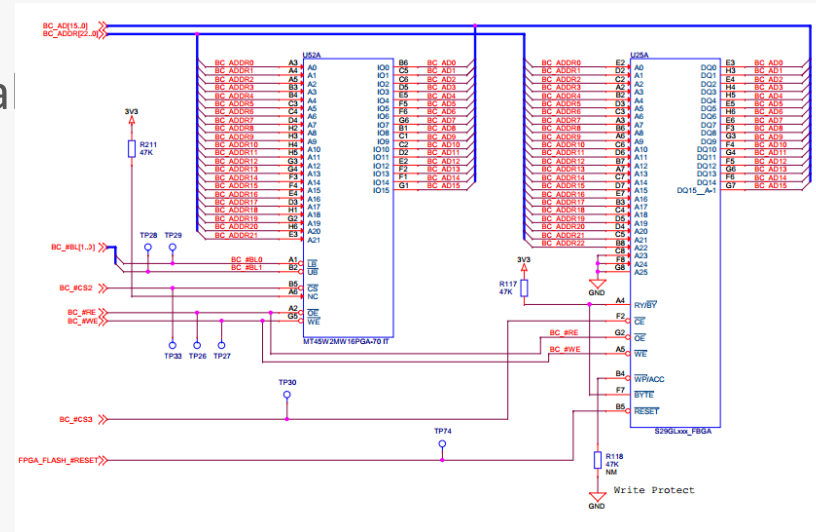 BC_AD[15..0]
BC_ADDR[22..0]
a
U52A
BC_ADDR0 A3 A0 IO0 B6 BC_AD0
BC_ADDR1 A4 A1 IO1 C5 BC_AD1
BC_ADDR2 A5 A2 IO2 C6 BC_AD2
BC_ADDR3 B3 A3 IO3 D5 BC_AD3
BC_ADDR4 B4 A4 IO4 E5 BC_AD4
BC_ADDR5 C3 A5 IO5 F5 BC_AD5
BC_ADDR6 C4 A6 IO6 F6 BC_AD6
BC_ADDR7 D4 A7 IO7 G6 BC_AD7
BC_ADDR8 H2 A8 IO8 B1 BC_AD8
BC_ADDR9 H3 A9 IO9 C1 BC_AD9
BC_ADDR10 H4 A10 IO10 C2 BC_AD10
BC_ADDR11 H5 A11 IO11 D2 BC_AD11
BC_ADDR12 G3 A12 IO12 E2 BC_AD12
BC_ADDR13 G4 A13 IO13 F2 BC_AD13
BC_ADDR14 F3 A14 IO14 F1 BC_AD14
BC_ADDR15 F4 A15 IO15 G1 BC_AD15
BC_ADDR16 E4 A16
BC_ADDR17 D3 A17
BC_ADDR18 H1 A18
BC_ADDR19 G2 A19
BC_ADDR20 H6 A20
BC_ADDR21 E3 A21
3V3
R211
47K
TP28 TP29
BC_#BL[1..0]
BC_#BL0 A1 LB
BC_#BL1 B2 UB
BC_#CS2 B5 CS
A6 NC
BC_#RE A2 OE
BC_#WE G5 WE
MT45W2MW16PGA-70 IT
TP33 TP26 TP27
U25A
BC_ADDR0 E2 A0 DQ0 E3 BC_AD0
BC_ADDR1 D2 A1 DQ1 H3 BC_AD1
BC_ADDR2 C2 A2 DQ2 E4 BC_AD2
BC_ADDR3 A2 A3 DQ3 H4 BC_AD3
BC_ADDR4 B2 A4 DQ4 H5 BC_AD4
BC_ADDR5 D3 A5 DQ5 E5 BC_AD5
BC_ADDR6 C3 A6 DQ6 H6 BC_AD6
BC_ADDR7 A3 A7 DQ7 E6 BC_AD7
BC_ADDR8 B6 A8 DQ8 F3 BC_AD8
BC_ADDR9 A6 A9 DQ9 G3 BC_AD9
BC_ADDR10 C6 A10 DQ10 F4 BC_AD10
BC_ADDR11 D6 A11 DQ11 G4 BC_AD11
BC_ADDR12 B7 A12 DQ12 F5 BC_AD12
BC_ADDR13 A7 A13 DQ13 G6 BC_AD13
BC_ADDR14 C7 A14 DQ14 F6 BC_AD14
BC_ADDR15 D7 A15 DQ15__A-1 G7 BC_AD15
BC_ADDR16 E7 A16
BC_ADDR17 B3 A17
BC_ADDR18 C4 A18
BC_ADDR19 D5 A19
BC_ADDR20 D4 A20
BC_ADDR21 C5 A21
BC_ADDR22 B8 A22
C8 A23
F8 A24
G8 A25
GND
3V3
R117
47K
A4 RY/BY
F2 CE
BC_#RE G2 OE
BC_#WE A5 WE
B4 WP/ACC
F7 BYTE
B5 RESET
S29GLxxx_FBGA
TP30
BC_#CS3
TP74
FPGA_FLASH_#RESET
R118
47K
NM
Write Protect
GND